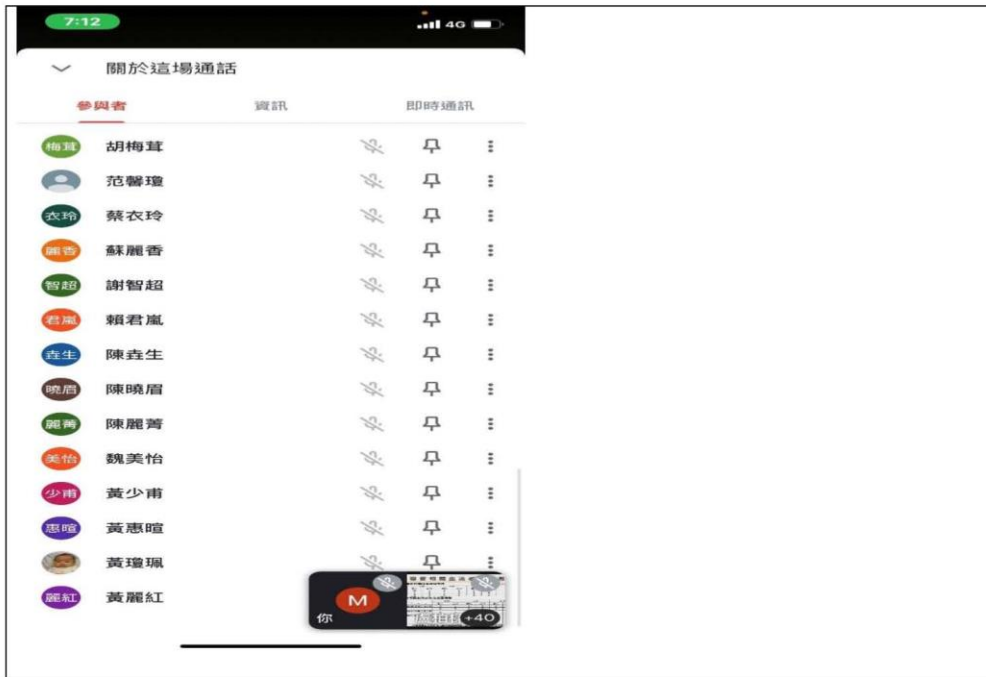 7:12 4G
關於這場通話
參與者 資訊 即時通訊
梅茸 胡梅茸
范馨瓊
衣玲 蔡衣玲
麗香 蘇麗香
智超 謝智超
君嵐 賴君嵐
垚生 陳垚生
曉眉 陳曉眉
麗菁 陳麗菁
美怡 魏美怡
少甫 黃少甫
惠暄 黃惠暄
黃瓊珮
麗紅 黃麗紅
M
你
+40